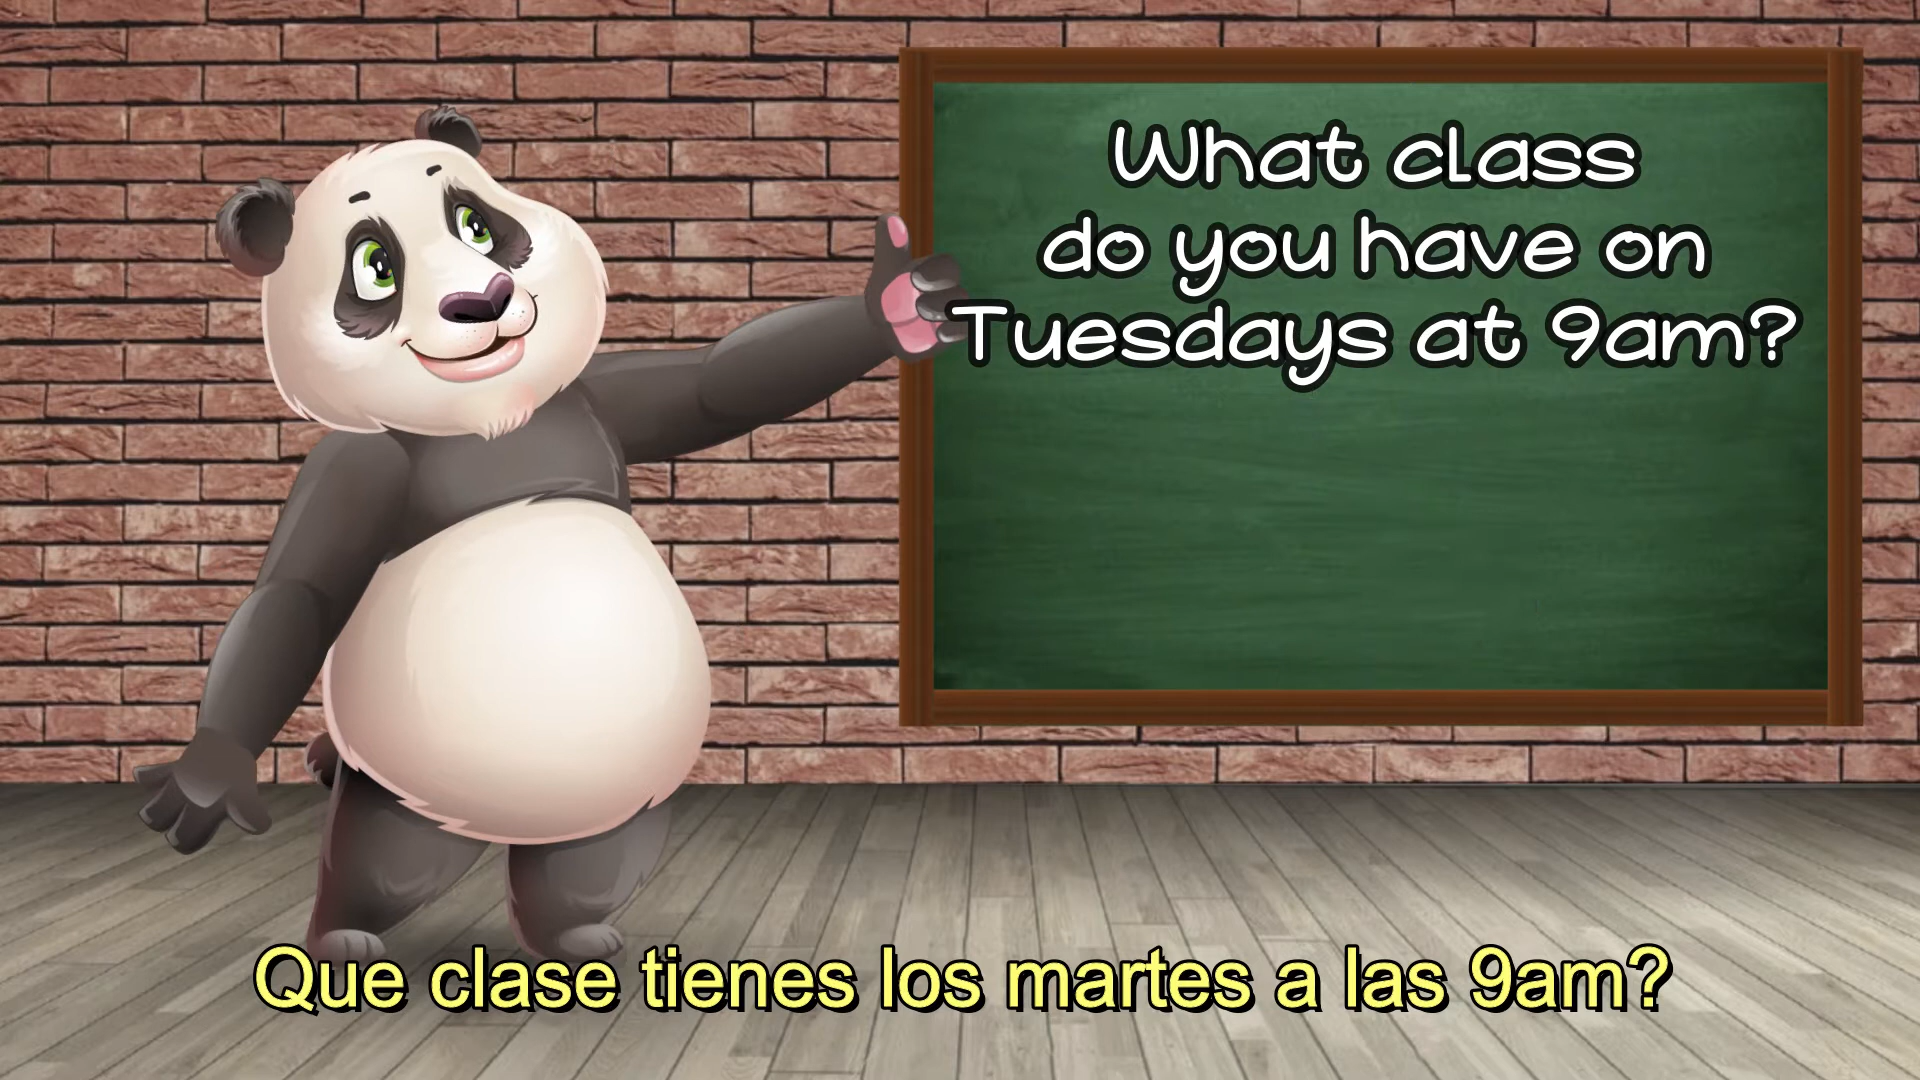 What class
do you have on
Tuesdays at 9am?
Que clase tienes los martes a las 9am?